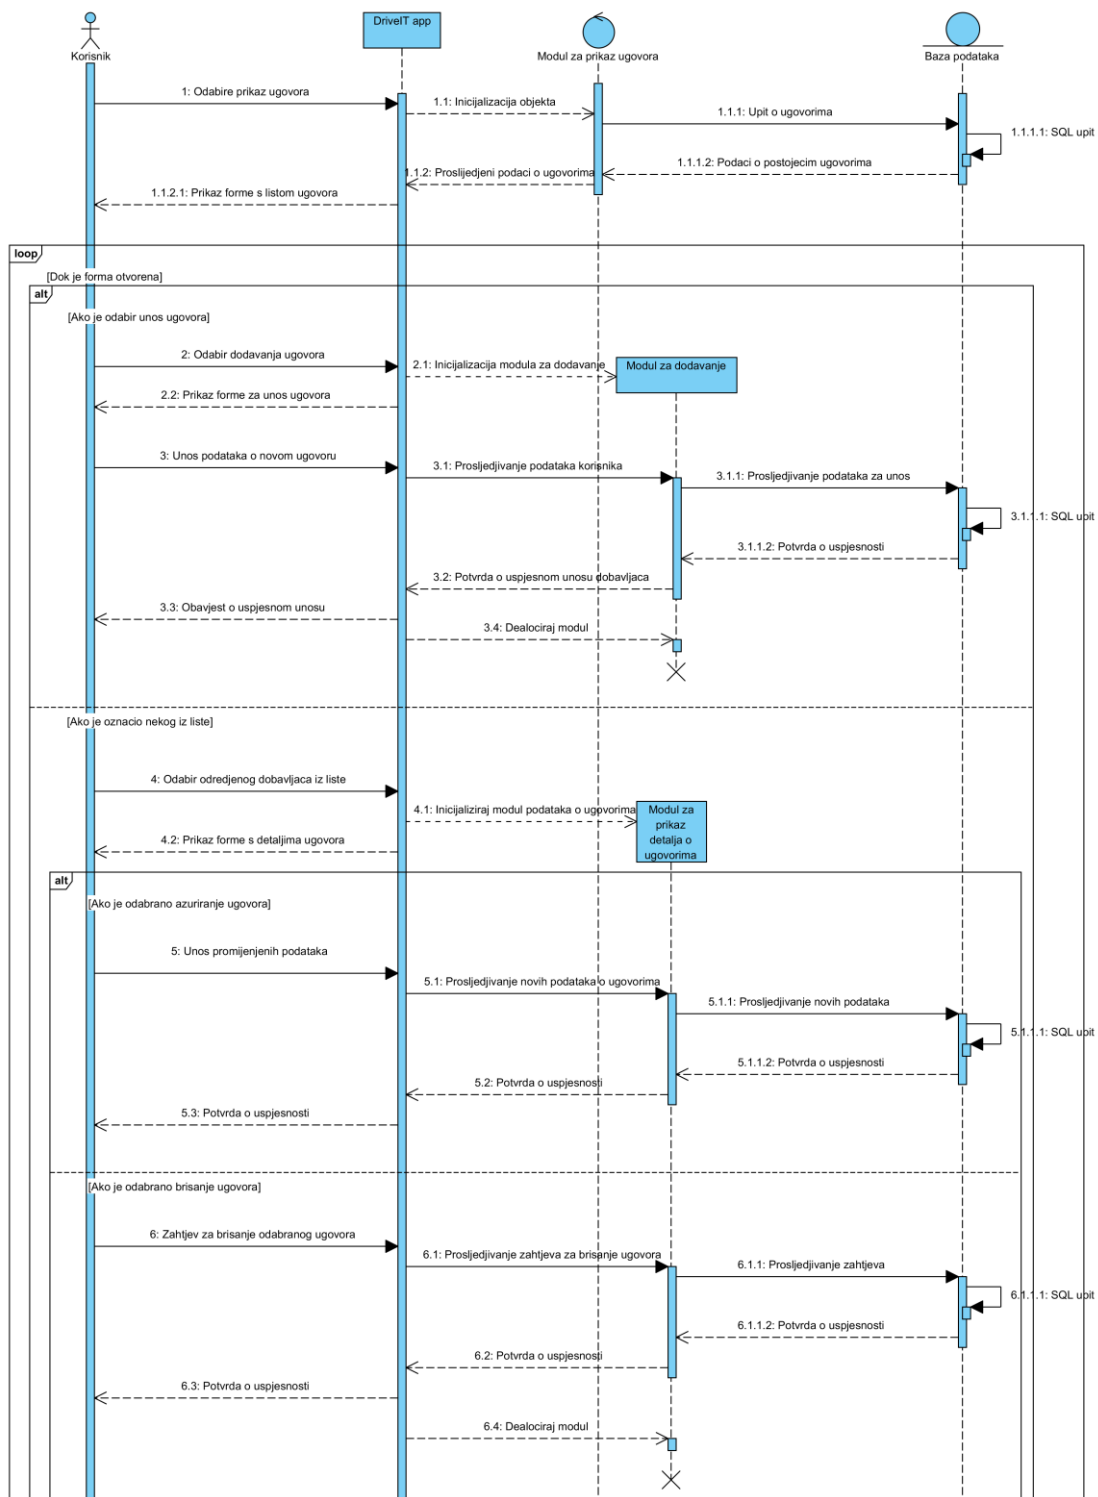 DriveIT app
Korisnik
Modul za prikaz ugovora
Baza podataka
1: Odabire prikaz ugovora
1.1: Inicijalizacija objekta
1.1.1: Upit o ugovorima
1.1.1.1: SQL upit
1.1.1.2: Podaci o postojecim ugovorima
1.1.2: Proslijedjeni podaci o ugovorima
1.1.2.1: Prikaz forme s listom ugovora
loop
[Dok je forma otvorena]
alt
[Ako je odabir unos ugovora]
2: Odabir dodavanja ugovora
2.1: Inicijalizacija modula za dodavanje
Modul za dodavanje
2.2: Prikaz forme za unos ugovora
3: Unos podataka o novom ugovoru
3.1: Prosljedjivanje podataka korisnika
3.1.1: Prosljedjivanje podataka za unos
3.1.1.1: SQL upit
3.1.1.2: Potvrda o uspjesnosti
3.2: Potvrda o uspjesnom unosu dobavljaca
3.3: Obavjest o uspjesnom unosu
3.4: Dealociraj modul
[Ako je oznacio nekog iz liste]
4: Odabir odredjenog dobavljaca iz liste
4.1: Inicijaliziraj modul podataka o ugovorima
Modul za
prikaz
detalja o
ugovorima
4.2: Prikaz forme s detaljima ugovora
alt
[Ako je odabrano azuriranje ugovora]
5: Unos promijenjenih podataka
5.1: Prosljedjivanje novih podataka o ugovorima
5.1.1: Prosljedjivanje novih podataka
5.1.1.1: SQL upit
5.1.1.2: Potvrda o uspjesnosti
5.2: Potvrda o uspjesnosti
5.3: Potvrda o uspjesnosti
[Ako je odabrano brisanje ugovora]
6: Zahtjev za brisanje odabranog ugovora
6.1: Prosljedjivanje zahtjeva za brisanje ugovora
6.1.1: Prosljedjivanje zahtjeva
6.1.1.1: SQL upit
6.1.1.2: Potvrda o uspjesnosti
6.2: Potvrda o uspjesnosti
6.3: Potvrda o uspjesnosti
6.4: Dealociraj modul